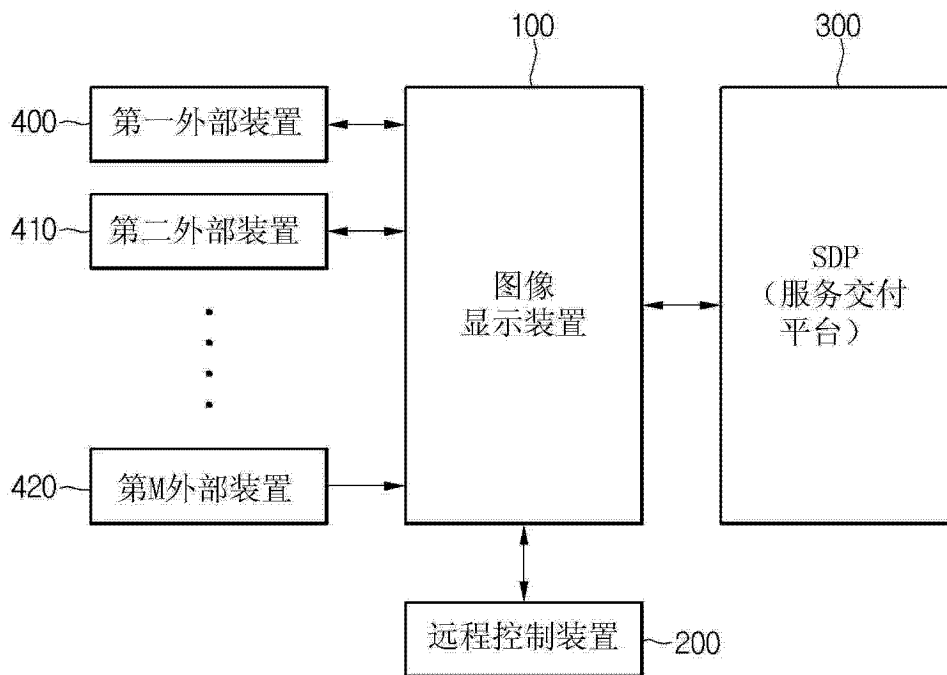 100
300
400
第一外部装置
410
第二外部装置
图像
显示装置
SDP
（服务交付
平台）
420
第M外部装置
远程控制装置
200